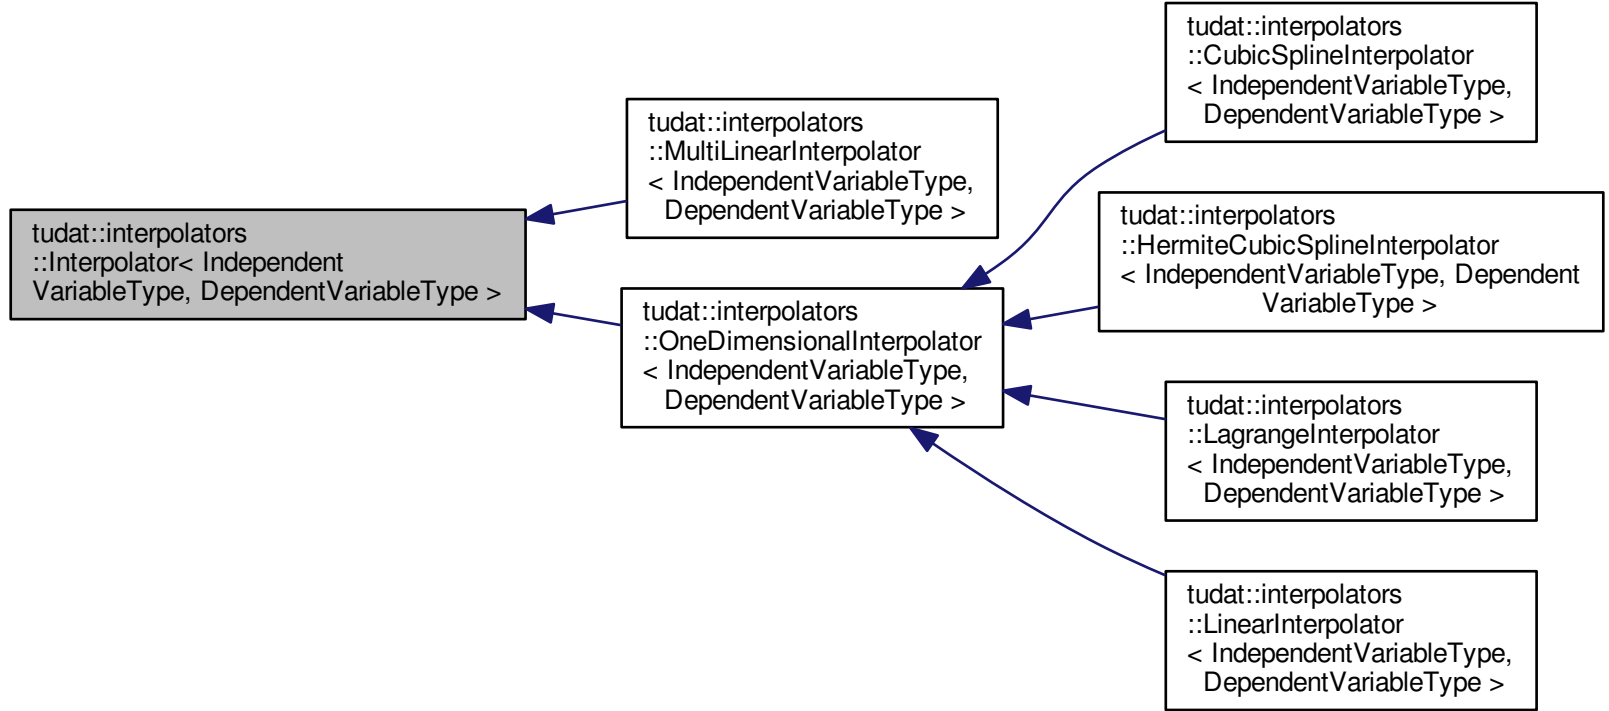 tudat::interpolators
::Interpolator< Independent
VariableType, DependentVariableType >
tudat::interpolators
::MultiLinearInterpolator
< IndependentVariableType,
DependentVariableType >
tudat::interpolators
::OneDimensionalInterpolator
< IndependentVariableType,
DependentVariableType >
tudat::interpolators
::CubicSplineInterpolator
< IndependentVariableType,
DependentVariableType >
tudat::interpolators
::HermiteCubicSplineInterpolator
< IndependentVariableType, Dependent
VariableType >
tudat::interpolators
::LagrangeInterpolator
< IndependentVariableType,
DependentVariableType >
tudat::interpolators
::LinearInterpolator
< IndependentVariableType,
DependentVariableType >